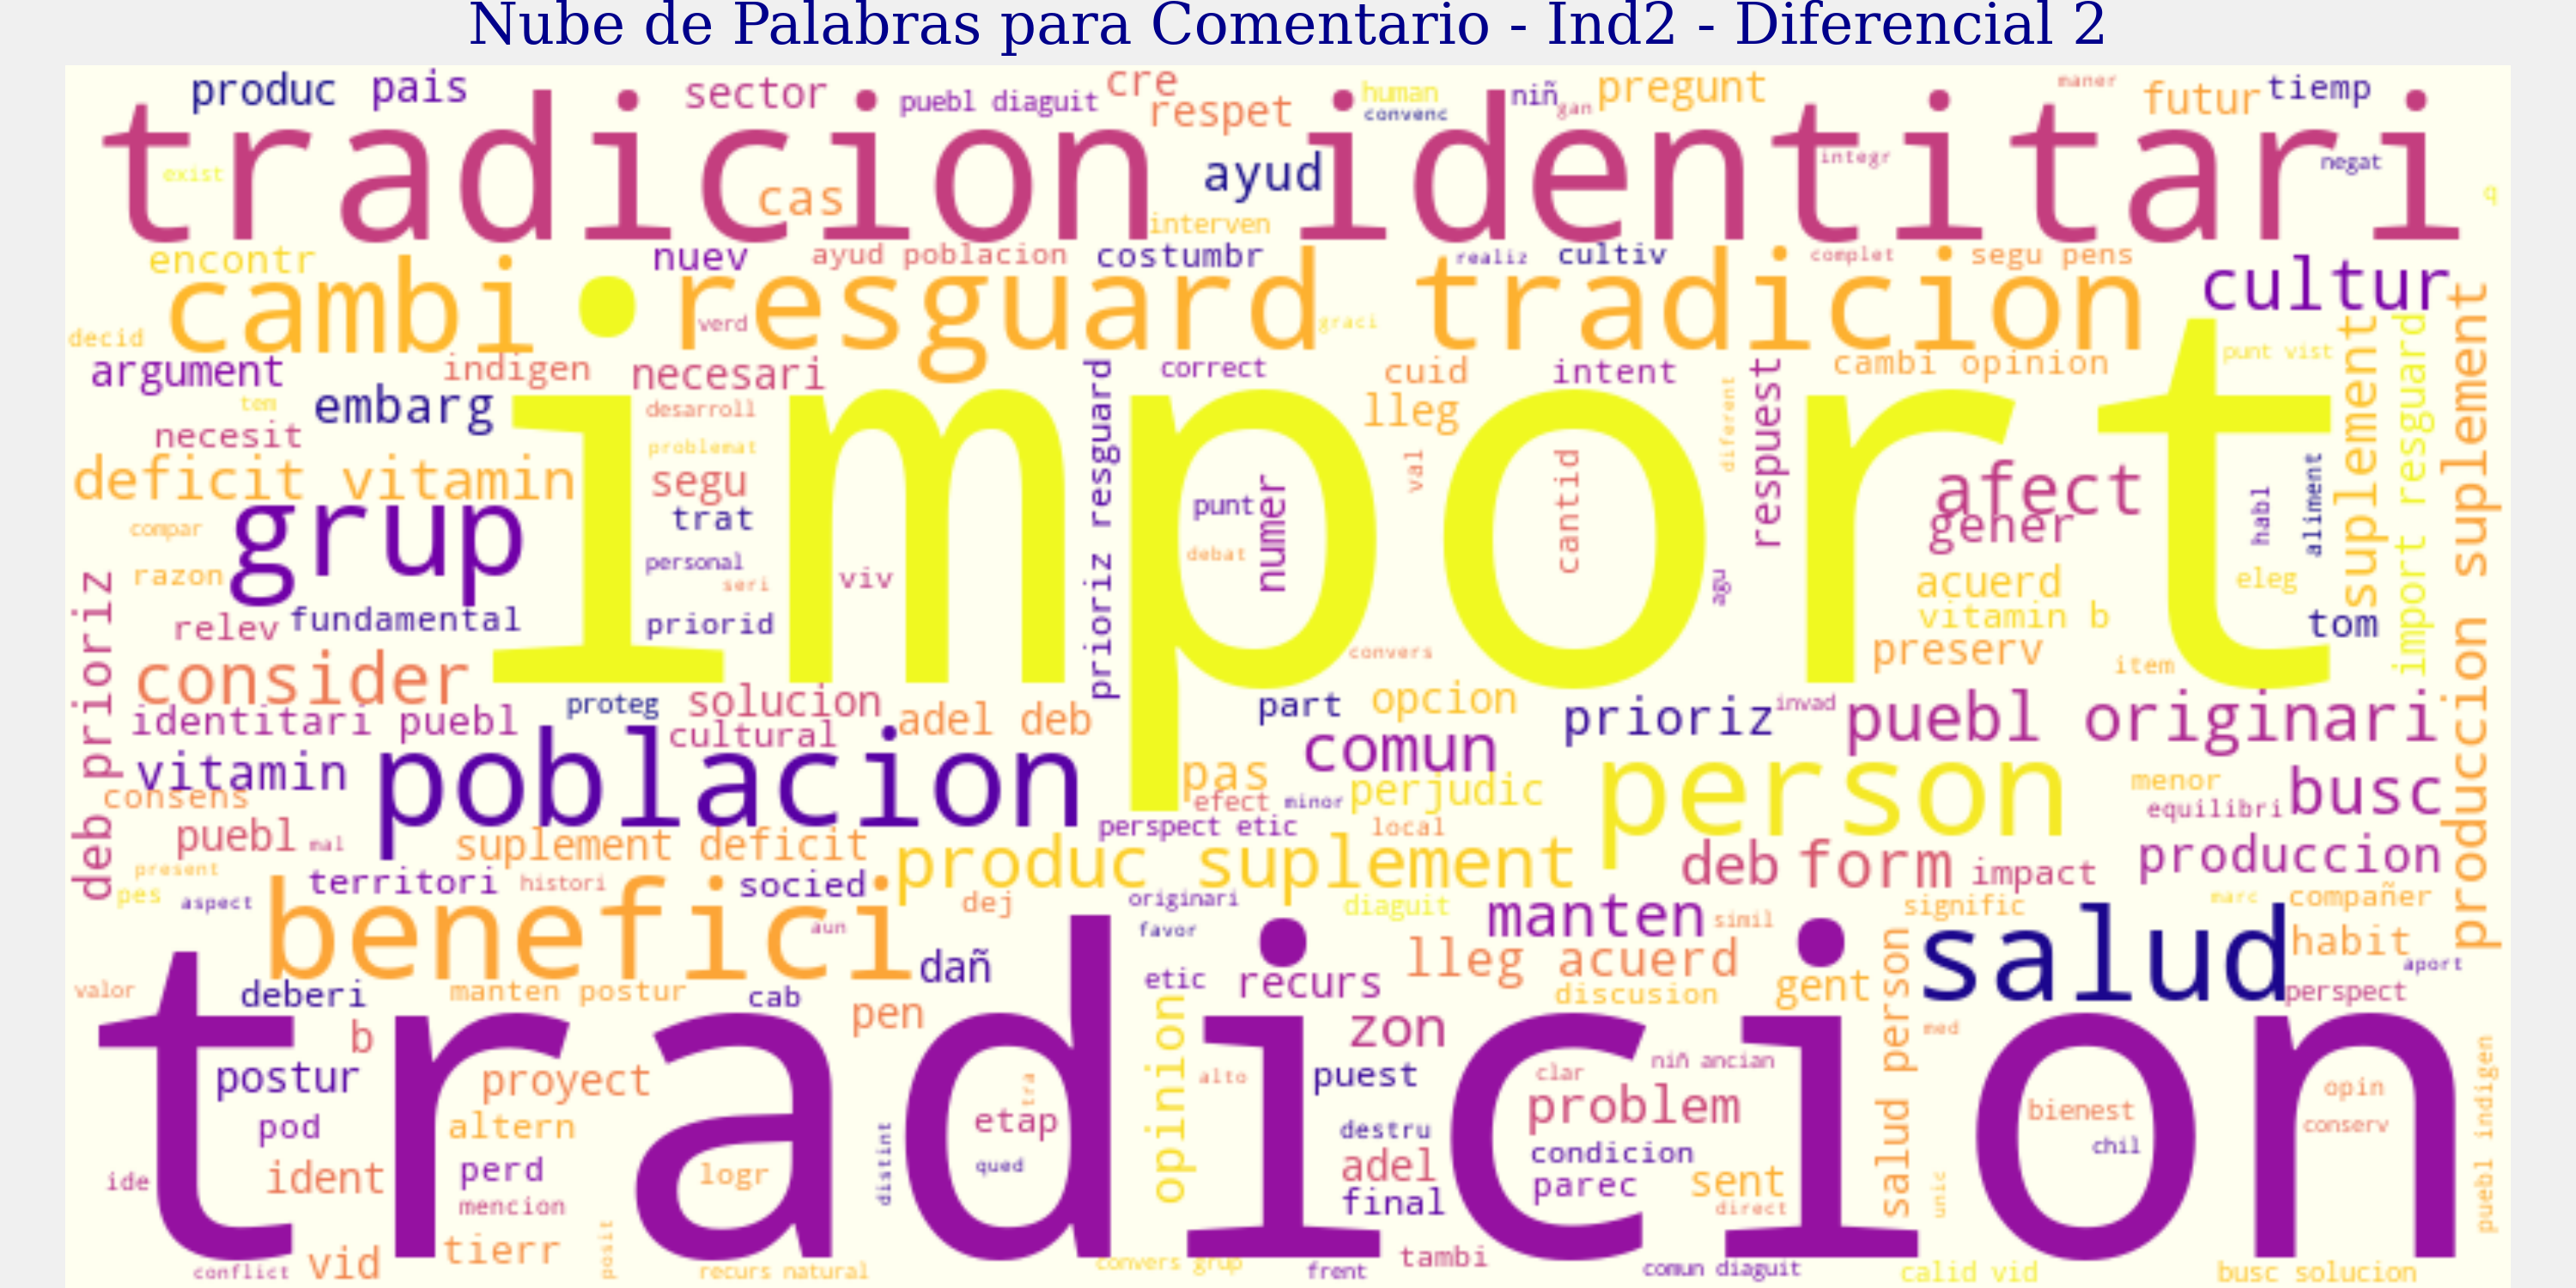 Nube de Palabras para Comentario - Ind2 - Diferencial 2
produc pais sector puebl diaguit cre respet human convenc niñ gan pregunt maner futur tiemp
tradicion identitari
exist cas ayud interven integr negat q
encontr nuev ayud poblacion costumbr realiz cultiv complet segu pens
cambi resguard tradicion cultur
decid verd graci
argument indigen necesari correct cuid intent cambi opinion punt vist
tem embarg desarroll lleg
necesit problemat
import
deficit vitamin segu val cantid diferent respuest afect
grup trat punt numer debat gener habl aliment suplement
compar personal
razon seri viv agu acuerd eleg
relev fundamental priorid prioriz resguard vitamin b tom import resguard
consider convers preserv item produccion suplement
deb prioriz
identitari puebl proteg solucion cultural adel deb part opcion prioriz invad puebl originari
vitamin poblacion pas comun person menor busc
consens efect minor perjudic equilibri
puebl mal suplement deficit perspect etic local
present territori histori socied produc suplement deb form impact produccion
pes aspect benefici aun dej originari diaguit manten simil signific marc compañer
favor salud habit
dañ etic recurs lleg acuerd aport
valor deberi manten postur cab discusion gent perspect
tradicion
b pen opinion zon salud person med
postur proyect tra alto puest clar niñ ancian opin
pod altern etap destru problem bienest conserv puebl indigen
ide ident perd logr distint qued adel condicion chil
mencion final parec sent direct unic
vid tierr posit tambi
conflict recurs natural convers grup frent comun diaguit calid vid busc solucion